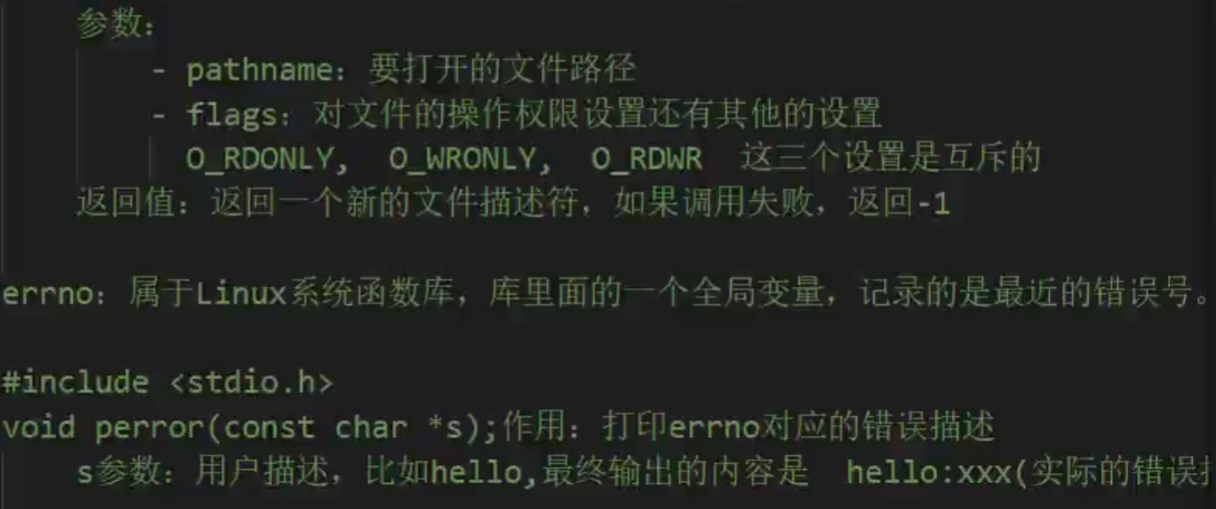 参数：
- pathname：要打开的文件路径
- flags：对文件的操作权限设置还有其他的设置
O_RDONLY, O_WRONLY, O_RDWR 这三个设置是互斥的
返回值：返回一个新的文件描述符，如果调用失败，返回-1
errno：属于Linux系统函数库，库里面的一个全局变量，记录的是最近的错误号。
#include <stdio.h>
void perror(const char *s);作用：打印errno对应的错误描述
s参数：用户描述，比如hello,最终输出的内容是 hello:xxx(实际的错误